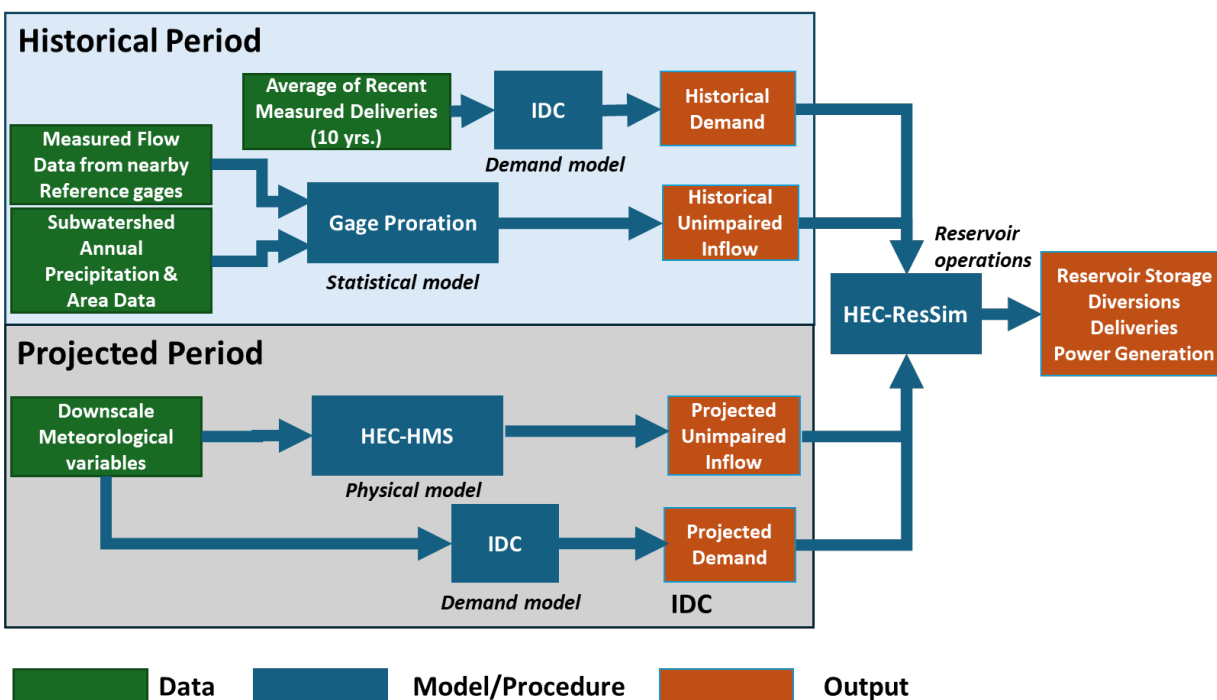 Historical Period
Average of Recent
Measured Deliveries
(10 yrs.)
IDC
Demand model
Historical
Demand
Measured Flow
Data from nearby
Reference gages
Subwatershed
Annual
Precipitation &
Area Data
Gage Proration
Statistical model
Historical
Unimpaired
Inflow
Reservoir
operations
HEC-ResSim
Reservoir Storage
Diversions
Deliveries
Power Generation
Projected Period
Downscale
Meteorological
variables
HEC-HMS
Physical model
Projected
Unimpaired
Inflow
IDC
Demand model
Projected
Demand
IDC
Data
Model/Procedure
Output